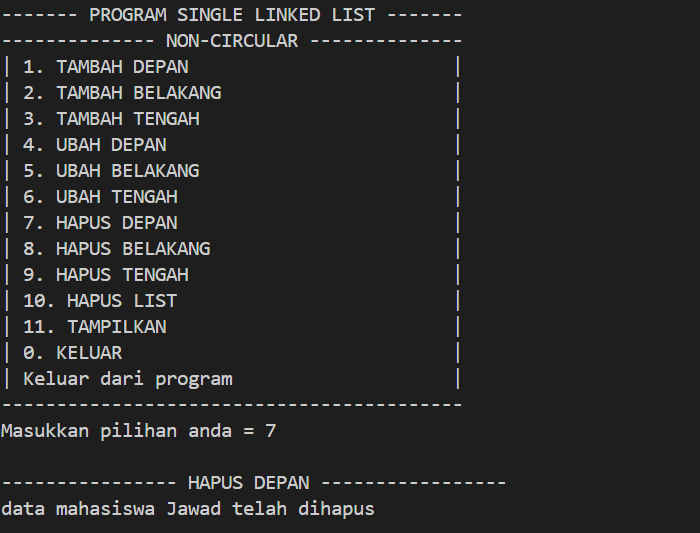 ------- PROGRAM SINGLE LINKED LIST -------
-------------- NON-CIRCULAR --------------
| 1. TAMBAH DEPAN                        |
| 2. TAMBAH BELAKANG                     |
| 3. TAMBAH TENGAH                       |
| 4. UBAH DEPAN                          |
| 5. UBAH BELAKANG                       |
| 6. UBAH TENGAH                         |
| 7. HAPUS DEPAN                         |
| 8. HAPUS BELAKANG                      |
| 9. HAPUS TENGAH                        |
| 10. HAPUS LIST                         |
| 11. TAMPILKAN                          |
| 0. KELUAR                              |
| Keluar dari program                    |
------------------------------------------
Masukkan pilihan anda = 7
---------------- HAPUS DEPAN -----------------
data mahasiswa Jawad telah dihapus